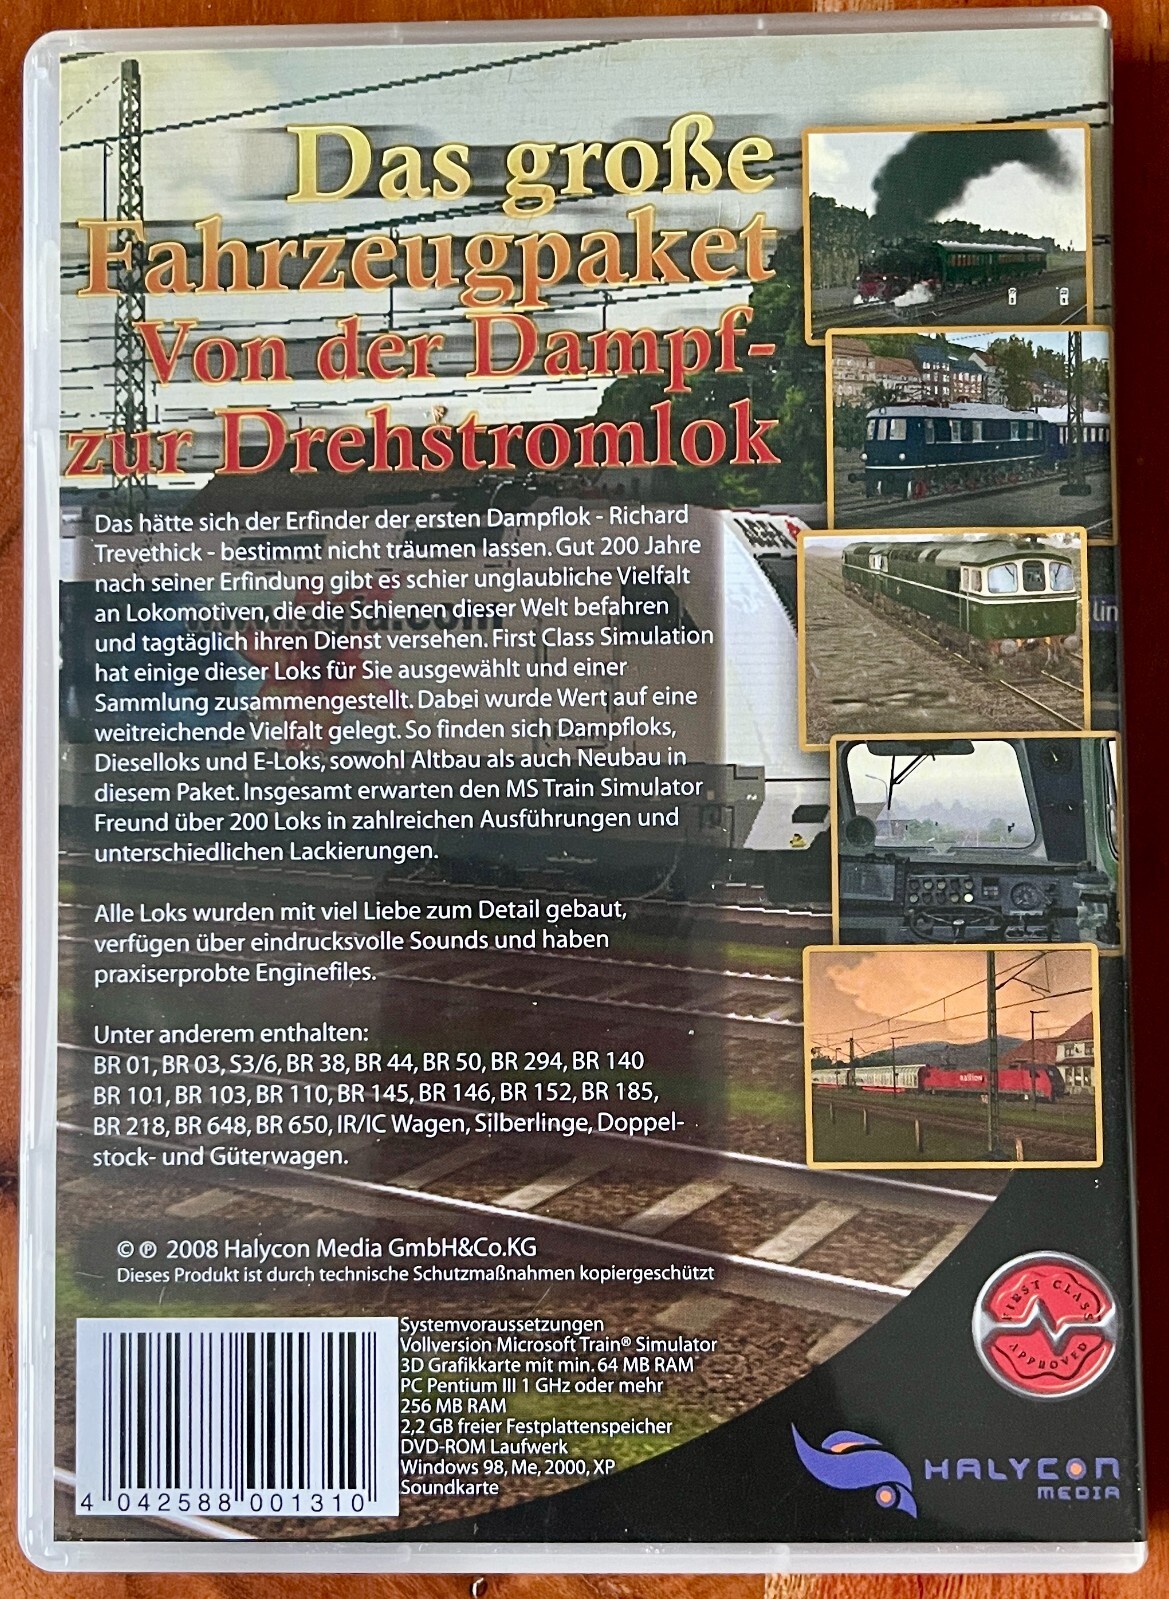 Das große
Fahrzeugpaket
Von der Dampf-
zur Drehstromlok
Das hätte sich der Erfinder der ersten Dampflok - Richard
Trevethick - bestimmt nicht träumen lassen. Gut 200 Jahre
nach seiner Erfindung gibt es schier unglaubliche Vielfalt
an Lokomotiven, die die Schienen dieser Welt befahren
und tagtäglich ihren Dienst versehen. First Class Simulation
hat einige dieser Loks für Sie ausgewählt und einer
Sammlung zusammengestellt. Dabei wurde Wert auf eine
weitreichende Vielfalt gelegt. So finden sich Dampfloks,
Dieselloks und E-Loks, sowohl Altbau als auch Neubau in
diesem Paket. Insgesamt erwarten den MS Train Simulator
Freund über 200 Loks in zahlreichen Ausführungen und
unterschiedlichen Lackierungen.
Alle Loks wurden mit viel Liebe zum Detail gebaut,
verfügen über eindrucksvolle Sounds und haben
praxiserprobte Enginefiles.
Unter anderem enthalten:
BR 01, BR 03, S3/6, BR 38, BR 44, BR 50, BR 294, BR 140
BR 101, BR 103, BR 110, BR 145, BR 146, BR 152, BR 185,
BR 218, BR 648, BR 650, IR/IC Wagen, Silberlinge, Doppel-
stock- und Güterwagen.
© ℗ 2008 Halycon Media GmbH&Co.KG
Dieses Produkt ist durch technische Schutzmaßnahmen kopiergeschützt
Systemvoraussetzungen
Vollversion Microsoft Train® Simulator
3D Grafikkarte mit min. 64 MB RAM
PC Pentium III 1 GHz oder mehr
256 MB RAM
2,2 GB freier Festplattenspeicher
DVD-ROM Laufwerk
Windows 98, Me, 2000, XP
Soundkarte
4 042588 001310
FIRST CLASS
APPROVED
HALYCON
MEDIA